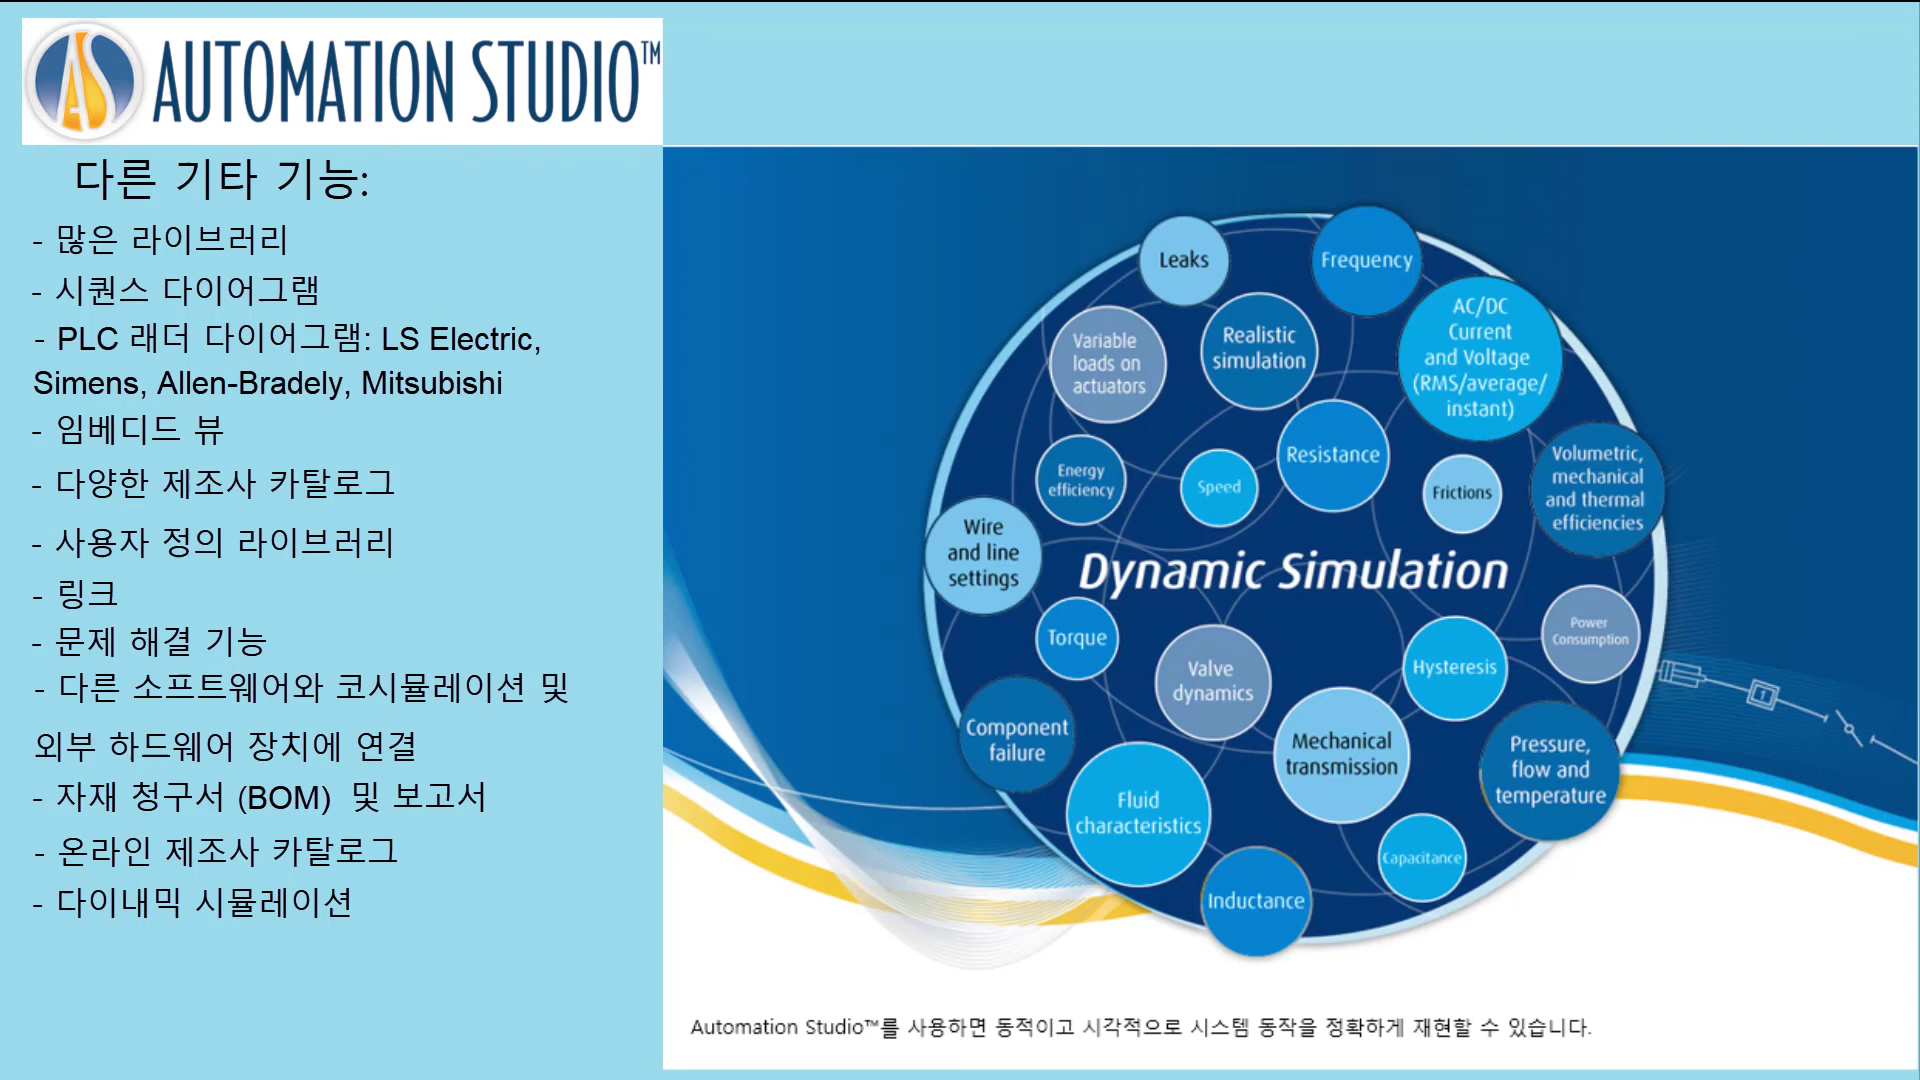 AS AUTOMATION STUDIO™
다른 기타 기능:
- 많은 라이브러리
- 시퀀스 다이어그램
- PLC 래더 다이어그램: LS Electric,
Simens, Allen-Bradely, Mitsubishi
- 임베디드 뷰
- 다양한 제조사 카탈로그
- 사용자 정의 라이브러리
- 링크
- 문제 해결 기능
- 다른 소프트웨어와 코시뮬레이션 및
외부 하드웨어 장치에 연결
- 자재 청구서 (BOM) 및 보고서
- 온라인 제조사 카탈로그
- 다이내믹 시뮬레이션
Leaks
Frequency
Variable
loads on
actuators
Realistic
simulation
AC/DC
Current
and Voltage
(RMS/average/
instant)
Energy
efficiency
Speed
Resistance
Frictions
Volumetric,
mechanical
and thermal
efficiencies
Wire
and line
settings
Dynamic Simulation
Torque
Valve
dynamics
Hysteresis
Power
Consumption
Component
failure
Mechanical
transmission
Pressure,
flow and
temperature
Fluid
characteristics
Capacitance
Inductance
1
Automation Studio™를 사용하면 동적이고 시각적으로 시스템 동작을 정확하게 재현할 수 있습니다.